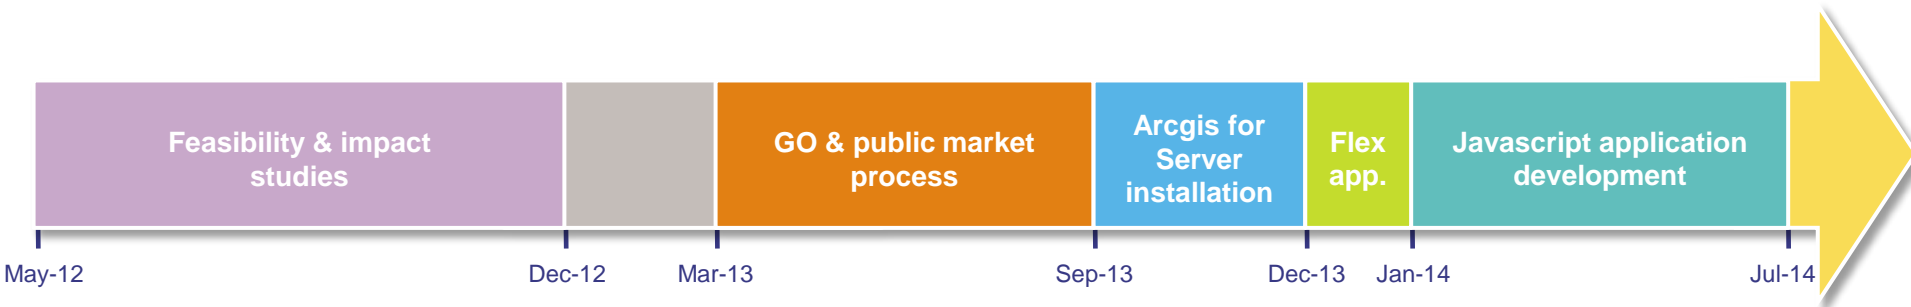 Feasibility & impact
studies
GO & public market
process
Arcgis for
Server
installation
Flex
app.
Javascript application
development
May-12
Dec-12
Mar-13
Sep-13
Dec-13
Jan-14
Jul-14